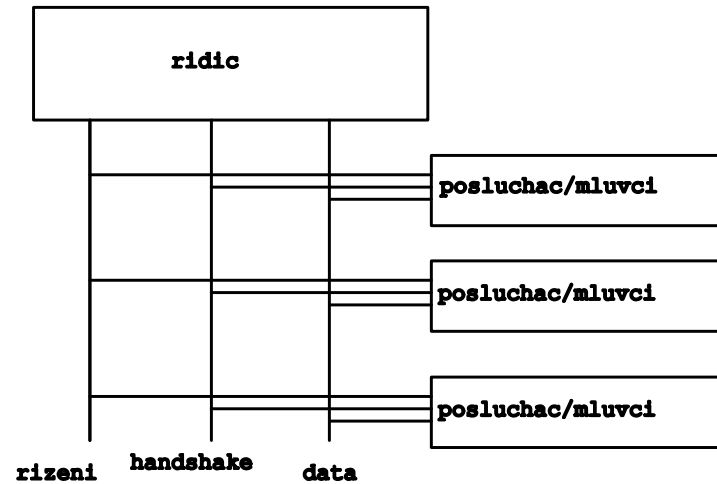 ridic
posluchac/mluvci
posluchac/mluvci
posluchac/mluvci
rizeni handshake data